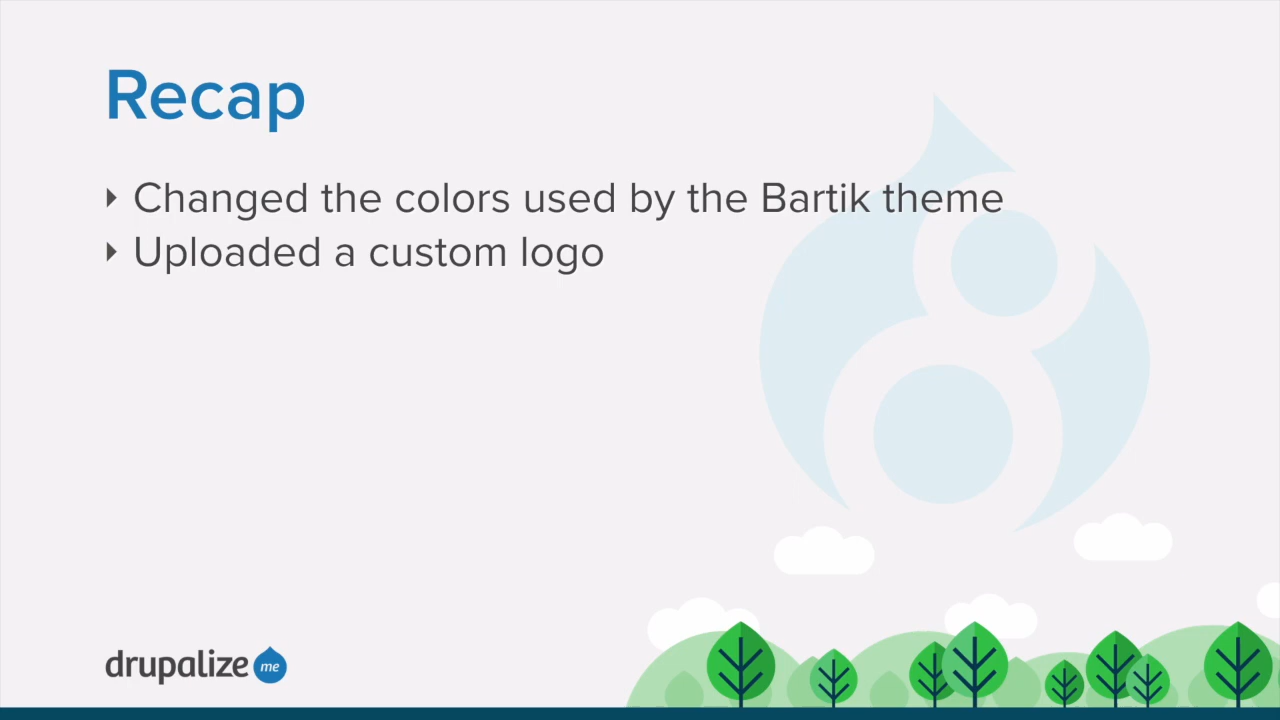 Recap
Changed the colors used by the Bartik theme
Uploaded a custom logo
drupalize me